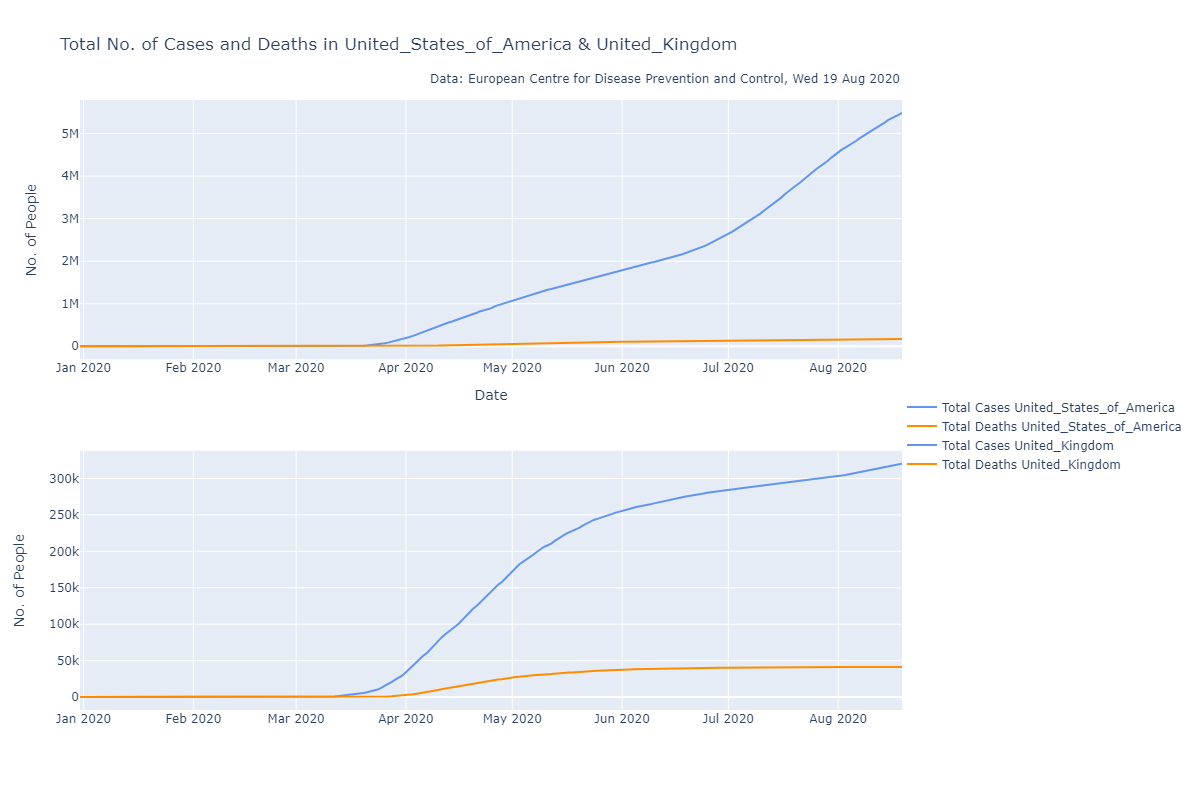 Total No. of Cases and Deaths in United_States_of_America & United_Kingdom
Data: European Centre for Disease Prevention and Control, Wed 19 Aug 2020
No. of People
5M
4M
3M
2M
1M
0
Jan 2020 Feb 2020 Mar 2020 Apr 2020 May 2020 Jun 2020 Jul 2020 Aug 2020
Date
Total Cases United_States_of_America
Total Deaths United_States_of_America
Total Cases United_Kingdom
Total Deaths United_Kingdom
No. of People
300k
250k
200k
150k
100k
50k
0
Jan 2020 Feb 2020 Mar 2020 Apr 2020 May 2020 Jun 2020 Jul 2020 Aug 2020